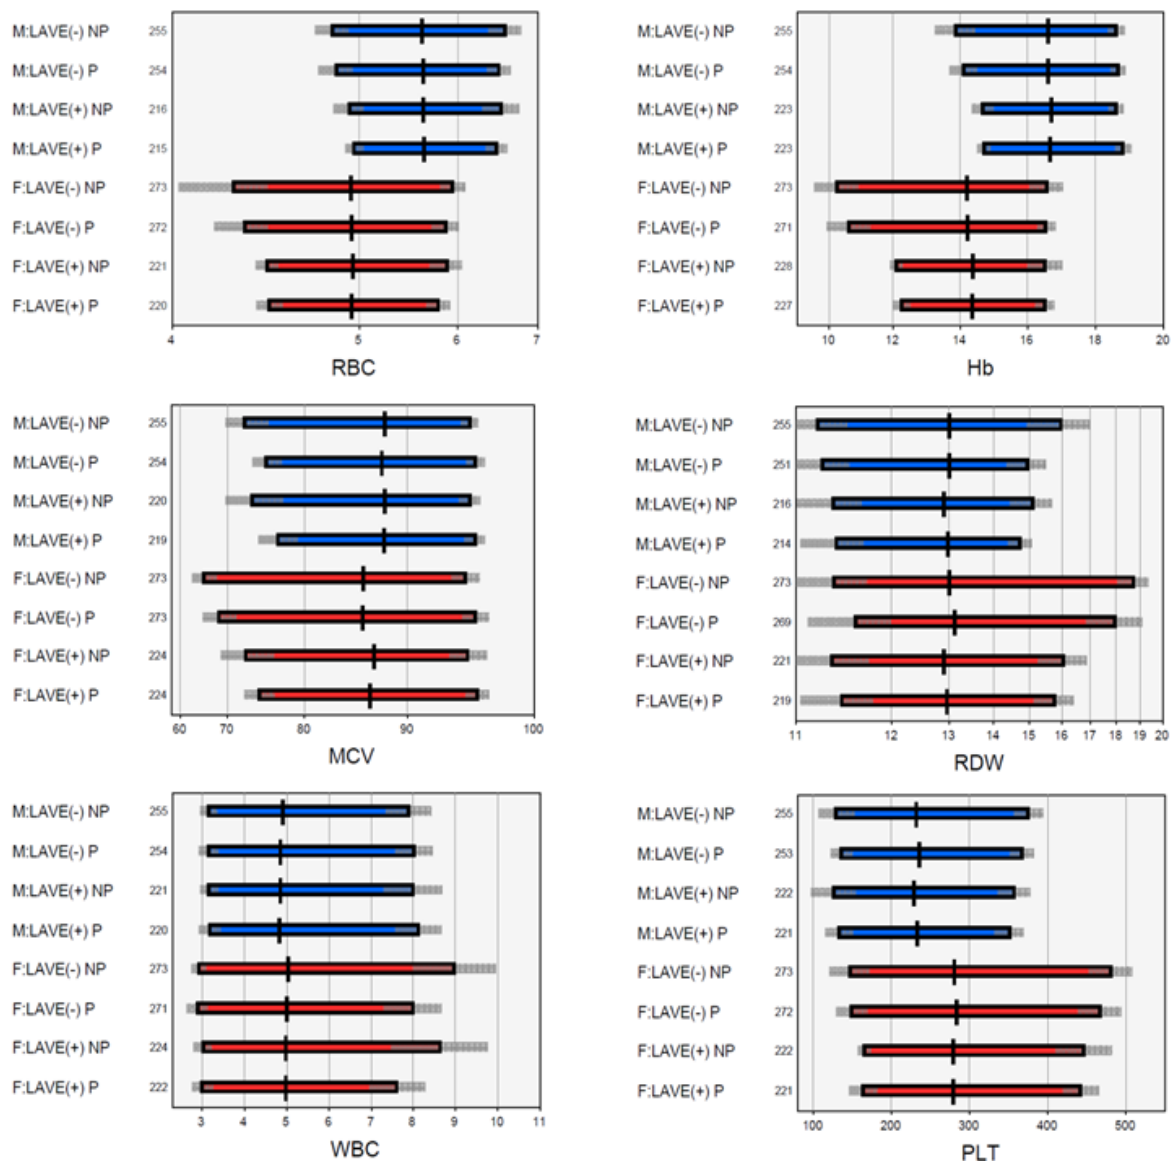 M:LAVE(-) NP 255
M:LAVE(-) P 254
M:LAVE(+) NP 216
M:LAVE(+) P 215
F:LAVE(-) NP 273
F:LAVE(-) P 272
F:LAVE(+) NP 221
F:LAVE(+) P 220
4 5 6 7
RBC
M:LAVE(-) NP 255
M:LAVE(-) P 254
M:LAVE(+) NP 223
M:LAVE(+) P 223
F:LAVE(-) NP 273
F:LAVE(-) P 271
F:LAVE(+) NP 228
F:LAVE(+) P 227
10 12 14 16 18 20
Hb
M:LAVE(-) NP 255
M:LAVE(-) P 254
M:LAVE(+) NP 220
M:LAVE(+) P 219
F:LAVE(-) NP 273
F:LAVE(-) P 273
F:LAVE(+) NP 224
F:LAVE(+) P 224
60 70 80 90 100
MCV
M:LAVE(-) NP 255
M:LAVE(-) P 251
M:LAVE(+) NP 216
M:LAVE(+) P 214
F:LAVE(-) NP 273
F:LAVE(-) P 269
F:LAVE(+) NP 221
F:LAVE(+) P 219
11 12 13 14 15 16 17 18 19 20
RDW
M:LAVE(-) NP 255
M:LAVE(-) P 254
M:LAVE(+) NP 221
M:LAVE(+) P 220
F:LAVE(-) NP 273
F:LAVE(-) P 271
F:LAVE(+) NP 224
F:LAVE(+) P 222
3 4 5 6 7 8 9 10 11
WBC
M:LAVE(-) NP 255
M:LAVE(-) P 253
M:LAVE(+) NP 222
M:LAVE(+) P 221
F:LAVE(-) NP 273
F:LAVE(-) P 272
F:LAVE(+) NP 222
F:LAVE(+) P 221
100 200 300 400 500
PLT